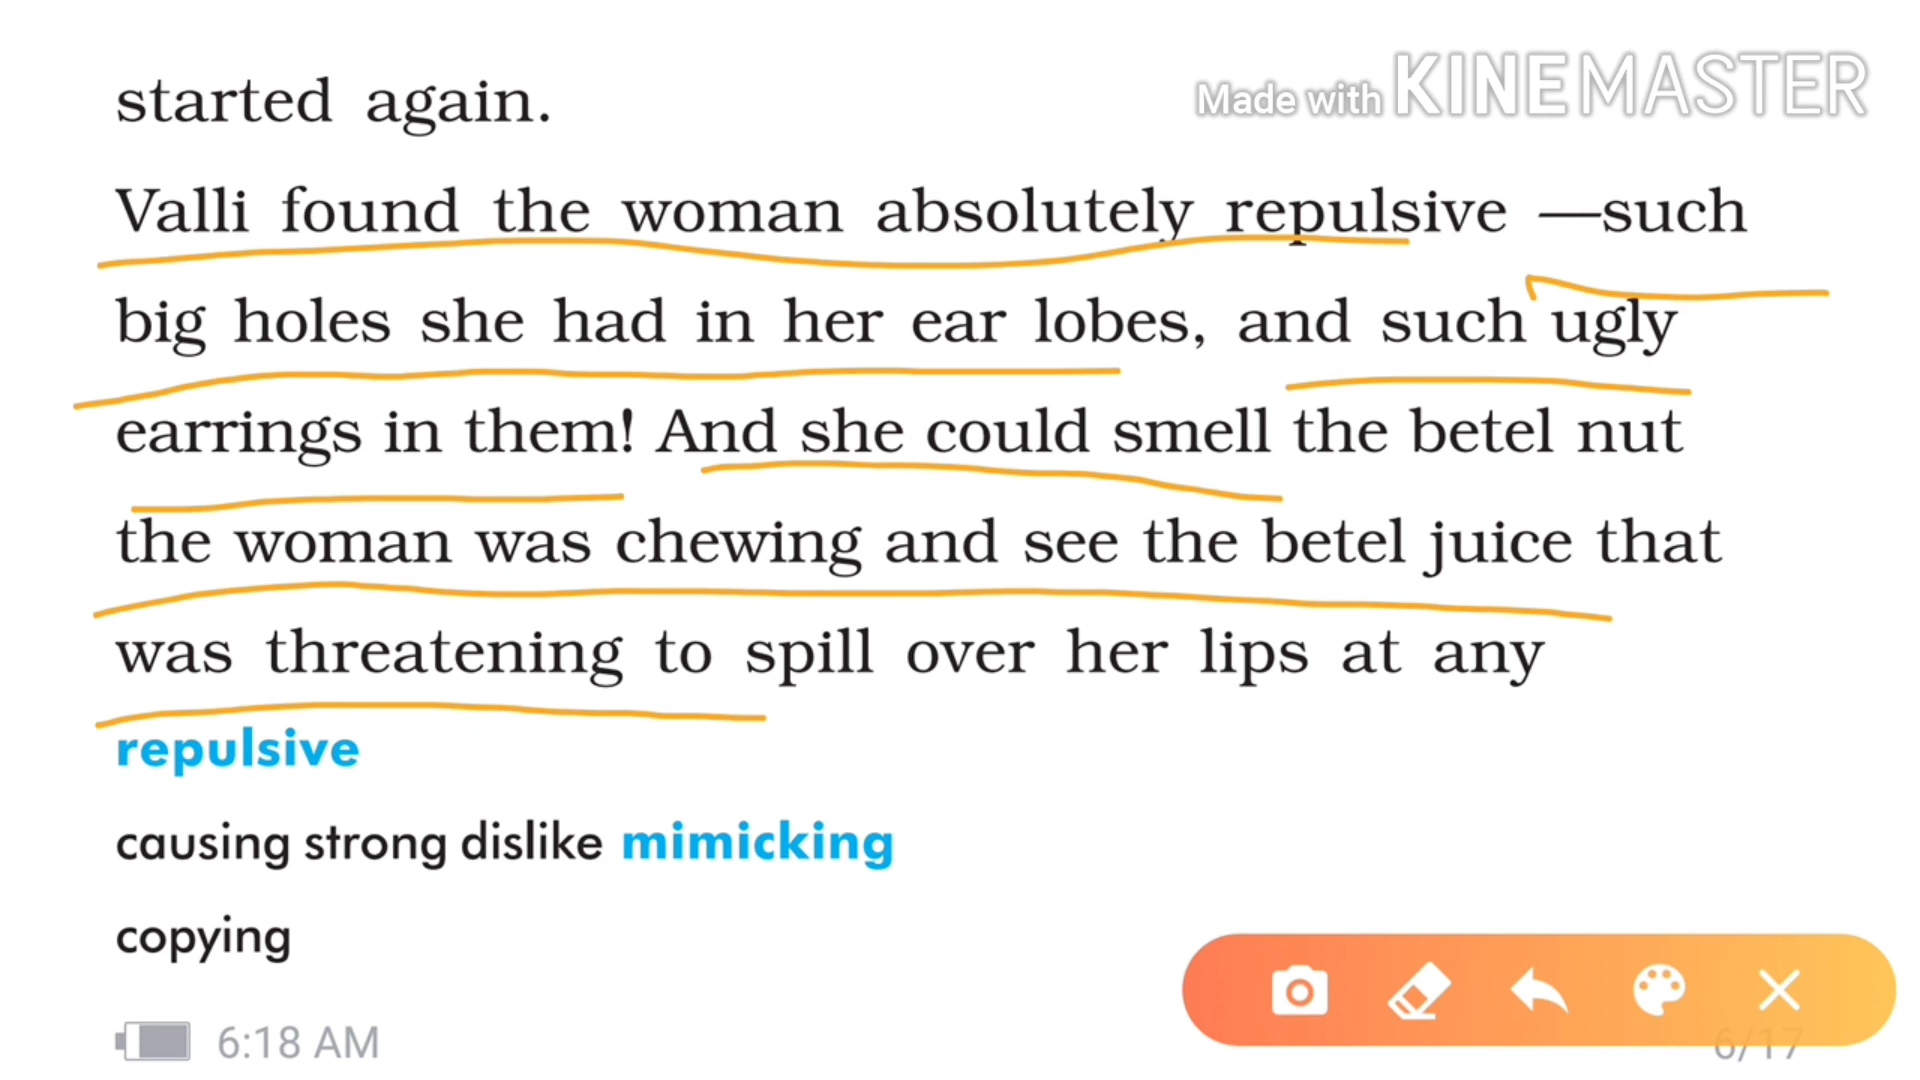 started again.
Made with KINEMASTER
Valli found the woman absolutely repulsive —such
big holes she had in her ear lobes, and such ugly
earrings in them! And she could smell the betel nut
the woman was chewing and see the betel juice that
was threatening to spill over her lips at any
repulsive
causing strong dislike mimicking
copying
6:18 AM
6/17